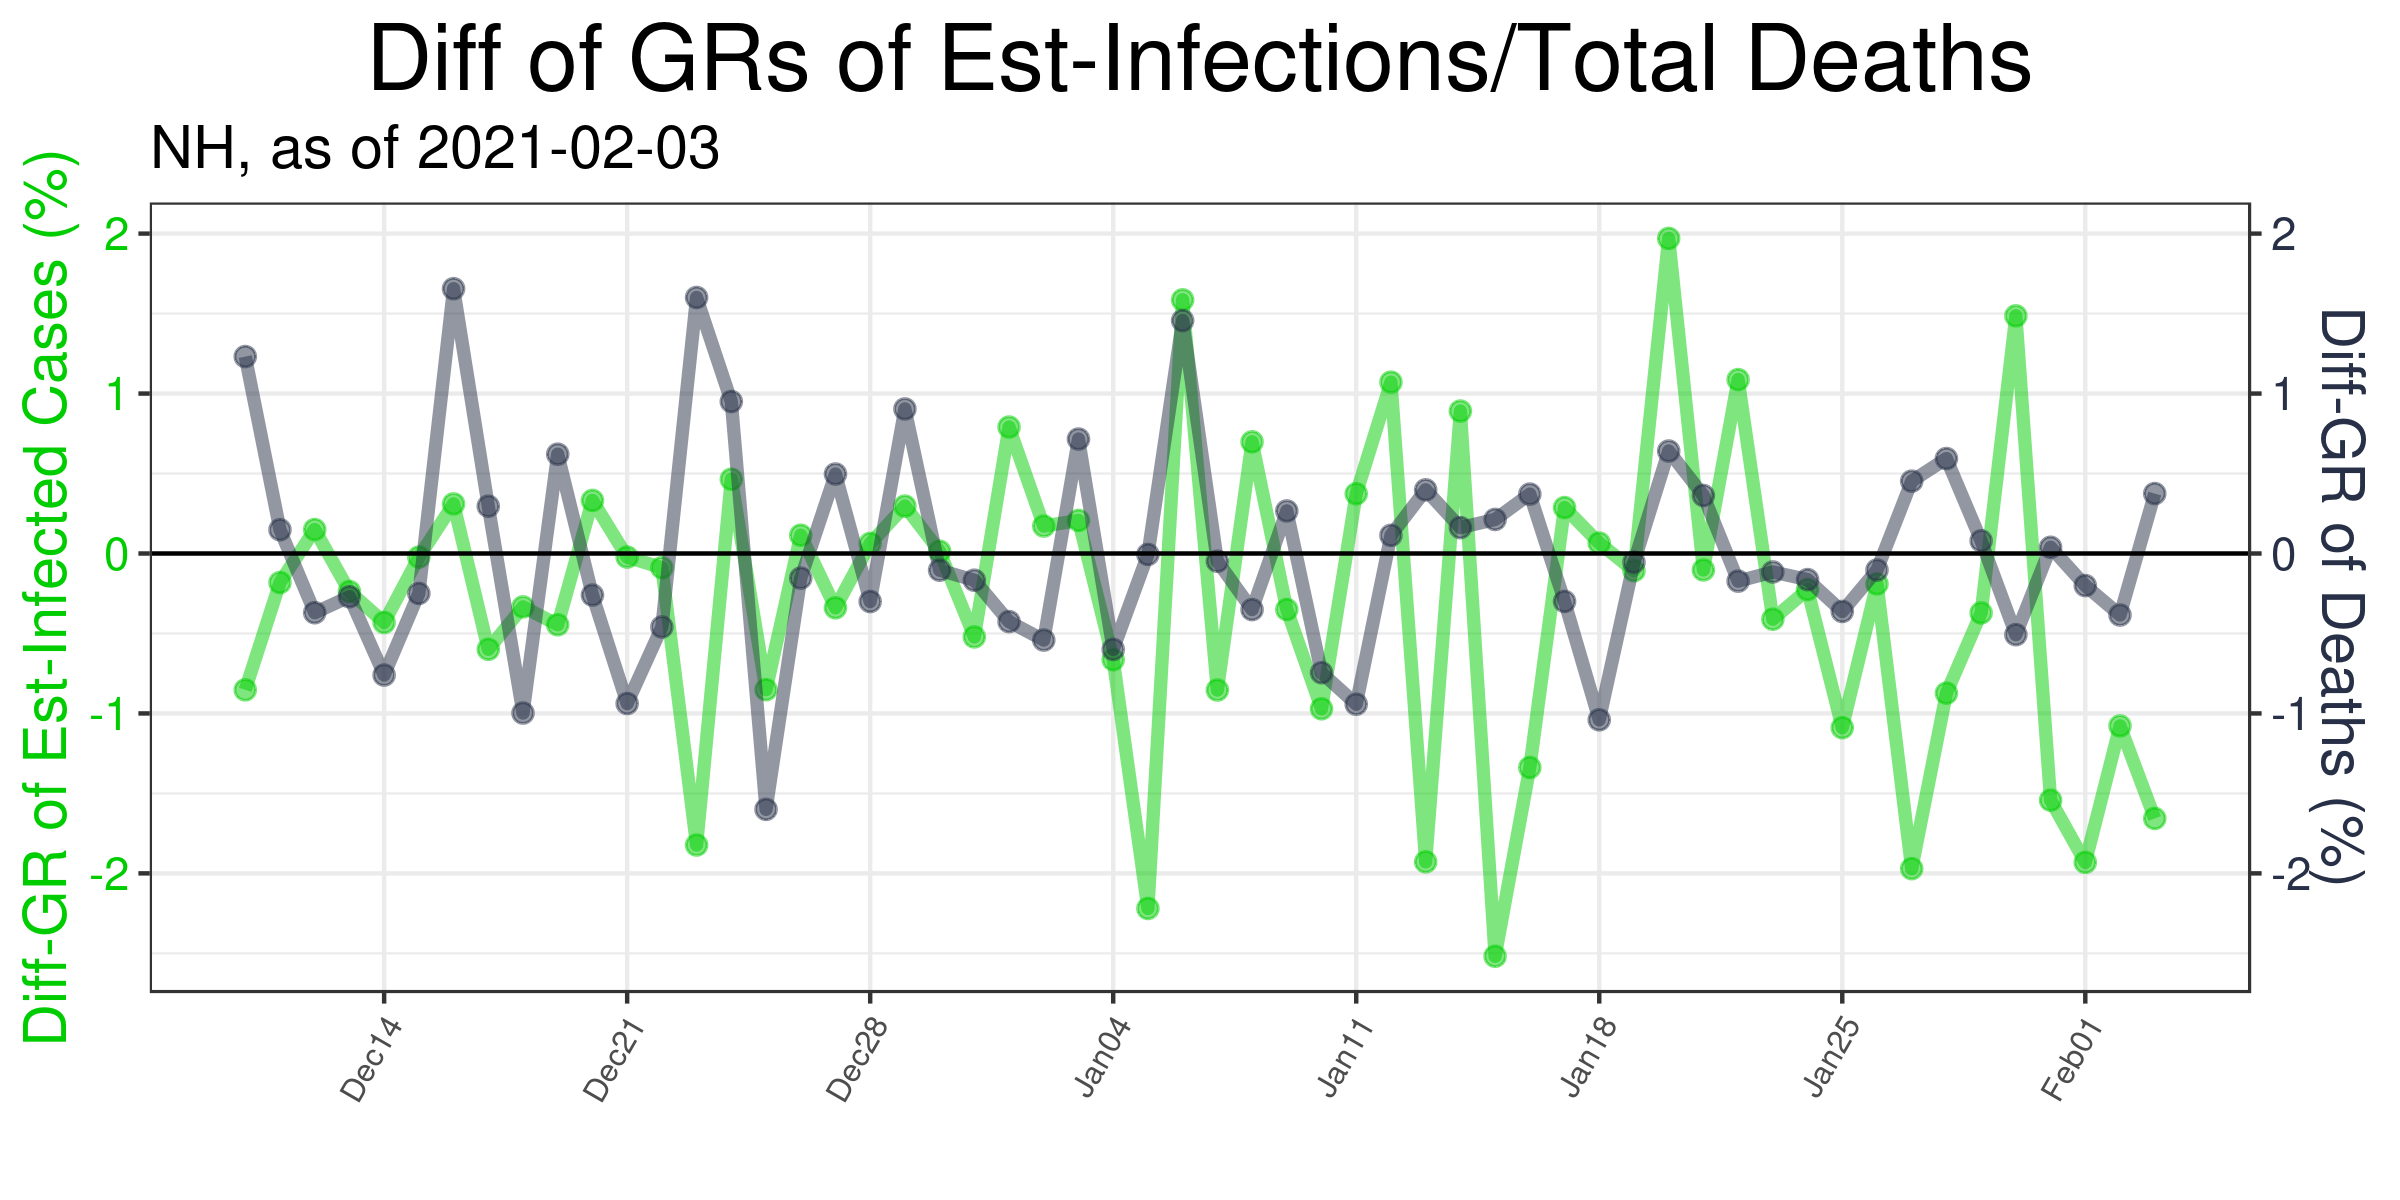 Diff of GRs of Est-Infections/Total Deaths
NH, as of 2021-02-03
Diff-GR of Est-Infected Cases (%)
2
1
0
-1
-2
2
1
0
-1
-2
Diff-GR of Deaths (%)
Dec14
Dec21
Dec28
Jan04
Jan11
Jan18
Jan25
Feb01